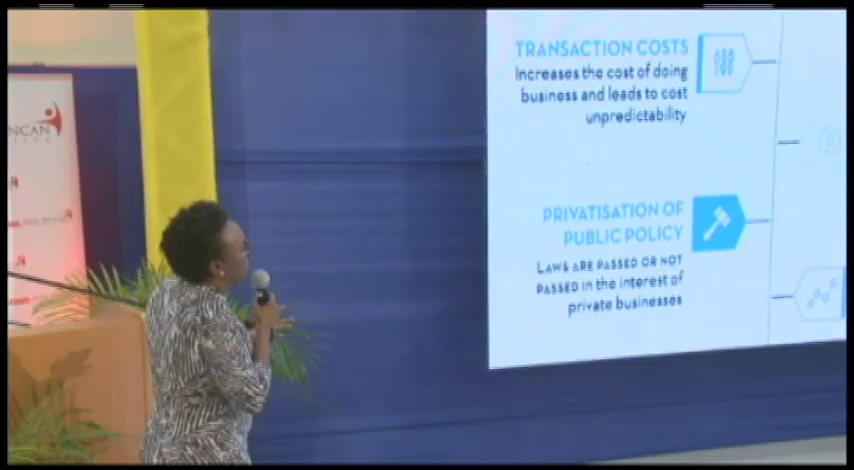 NCAN
TRANSACTION COSTS
Increases the cost of doing
business and leads to cost
unpredictability
PRIVATISATION OF
PUBLIC POLICY
LAWS ARE PASSED OR NOT
PASSED in the interest of
private businesses